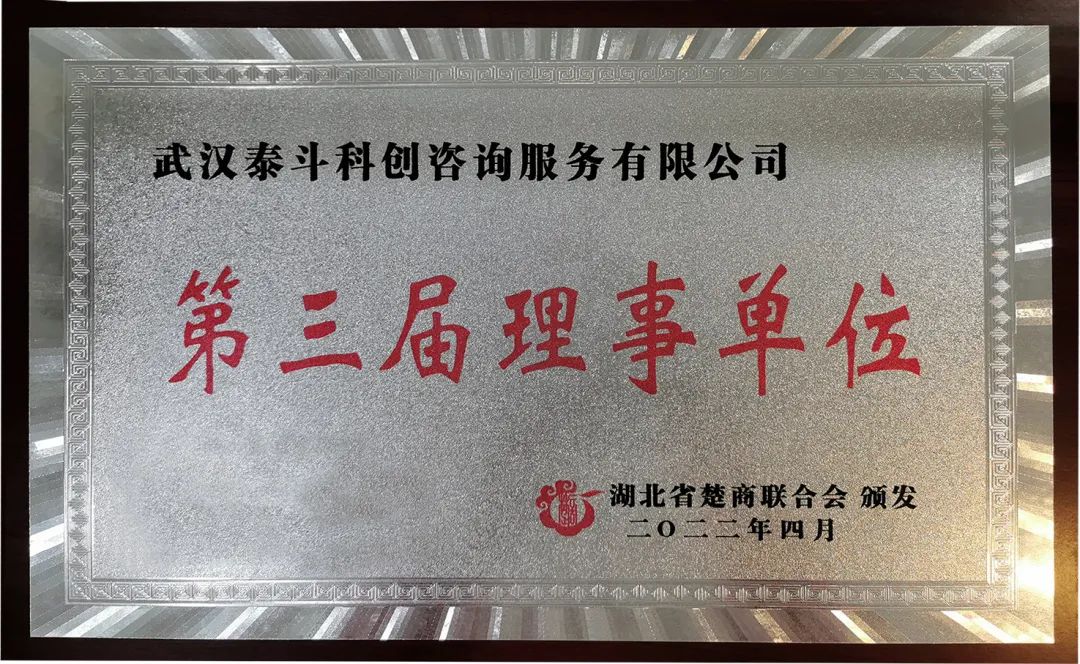 武汉泰斗科创咨询服务有限公司
第三届理事单位
湖北省楚商联合会 颁发
二〇二二年四月